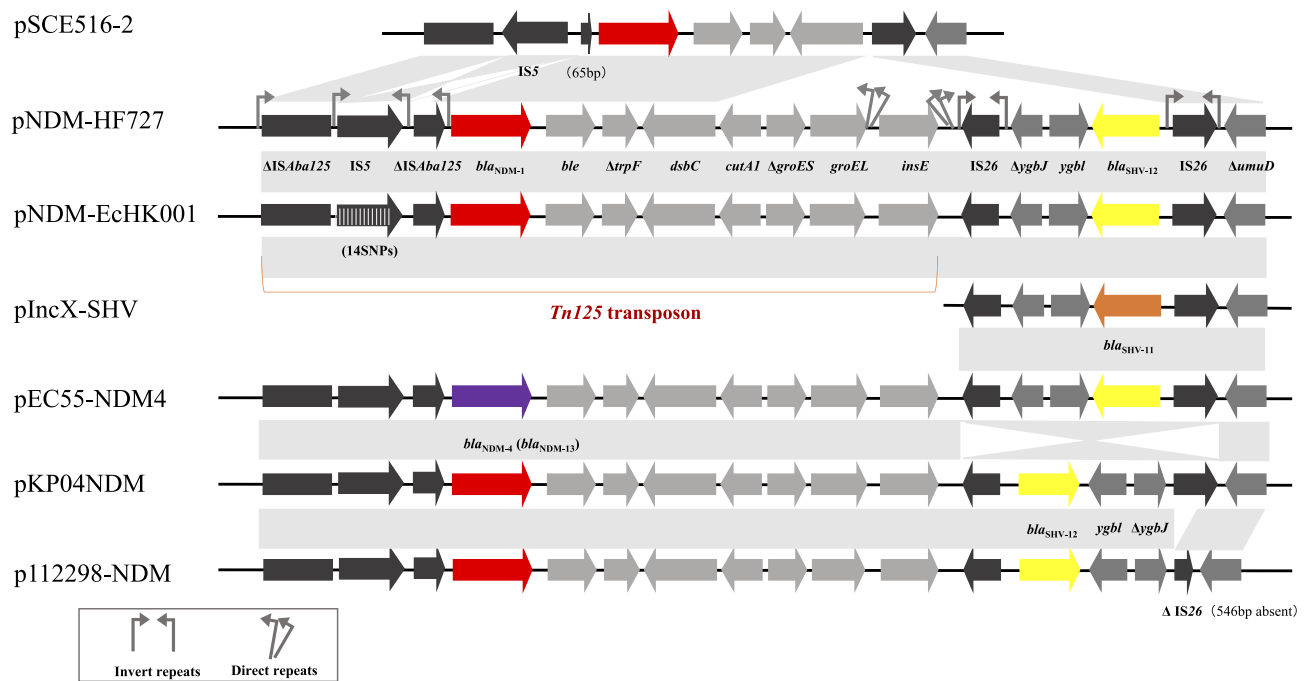 pSCE516-2
IS5 (65bp)
pNDM-HF727
ΔISAba125 IS5 ΔISAba125 blaNDM-1 ble ΔtrpF dsbC cutA1 ΔgroES groEL insE IS26 ΔygbJ ygbl blaSHV-12 IS26 ΔumuD
pNDM-EcHK001
(14SNPs)
Tn125 transposon
pIncX-SHV
blaSHV-11
pEC55-NDM4
blaNDM-4 (blaNDM-13)
pKP04NDM
blaSHV-12 ygbl ΔygbJ
p112298-NDM
Δ IS26 (546bp absent)
Invert repeats Direct repeats